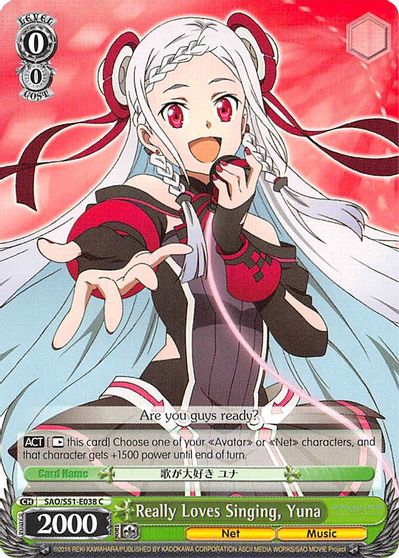 LEVEL
0
0
COST
Are you guys ready?
ACT [ this card] Choose one of your «Avatar» or «Net» characters, and
that character gets +1500 power until end of turn.
Card Name
歌が大好き ユナ
CH
SAO/S51-E038 C
POWER
2000
Really Loves Singing, Yuna
Net
Music
©2016 REKI KAWAHARA/PUBLISHED BY KADOKAWA CORPORATION ASCII MEDIA WORKS/SAO MOVIE Project